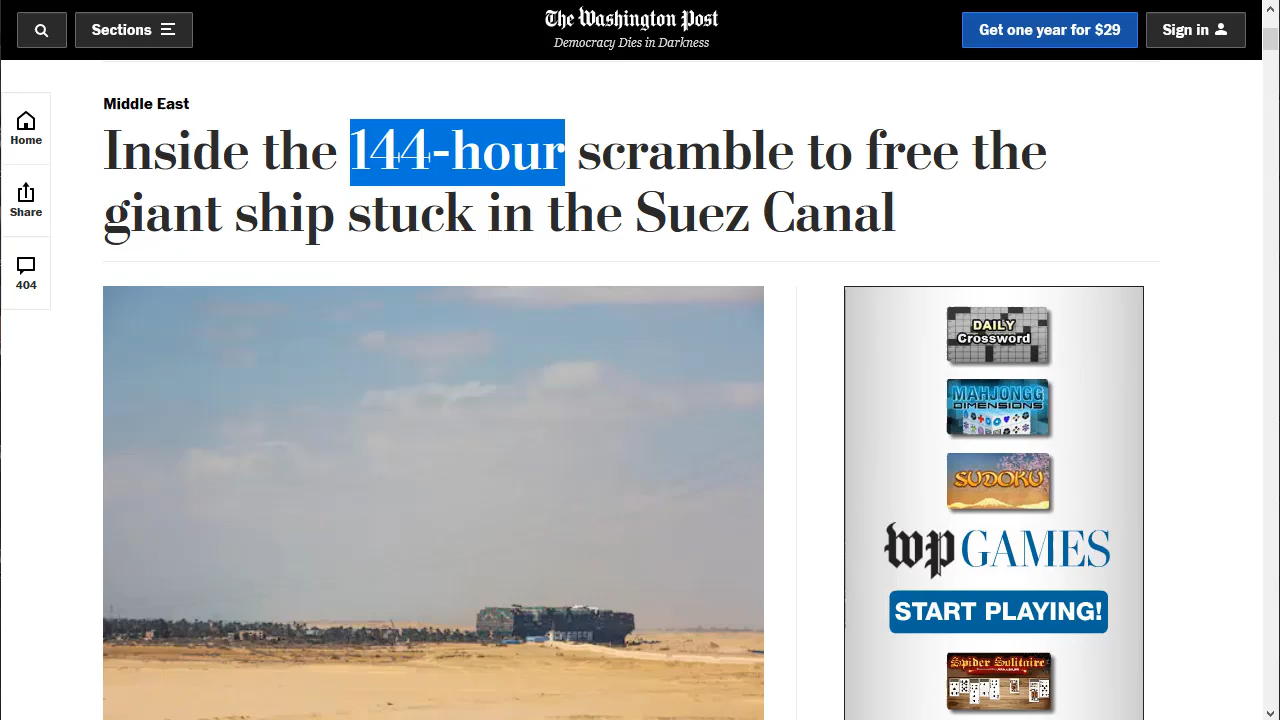 Sections
The Washington Post
Democracy Dies in Darkness
Get one year for $29
Sign in
Home
Share
404
Middle East
Inside the 144-hour scramble to free the
giant ship stuck in the Suez Canal
DAILY
Crossword
MAHJONGG
DIMENSIONS
SUDOKU
wp GAMES
START PLAYING!
Spider Solitaire